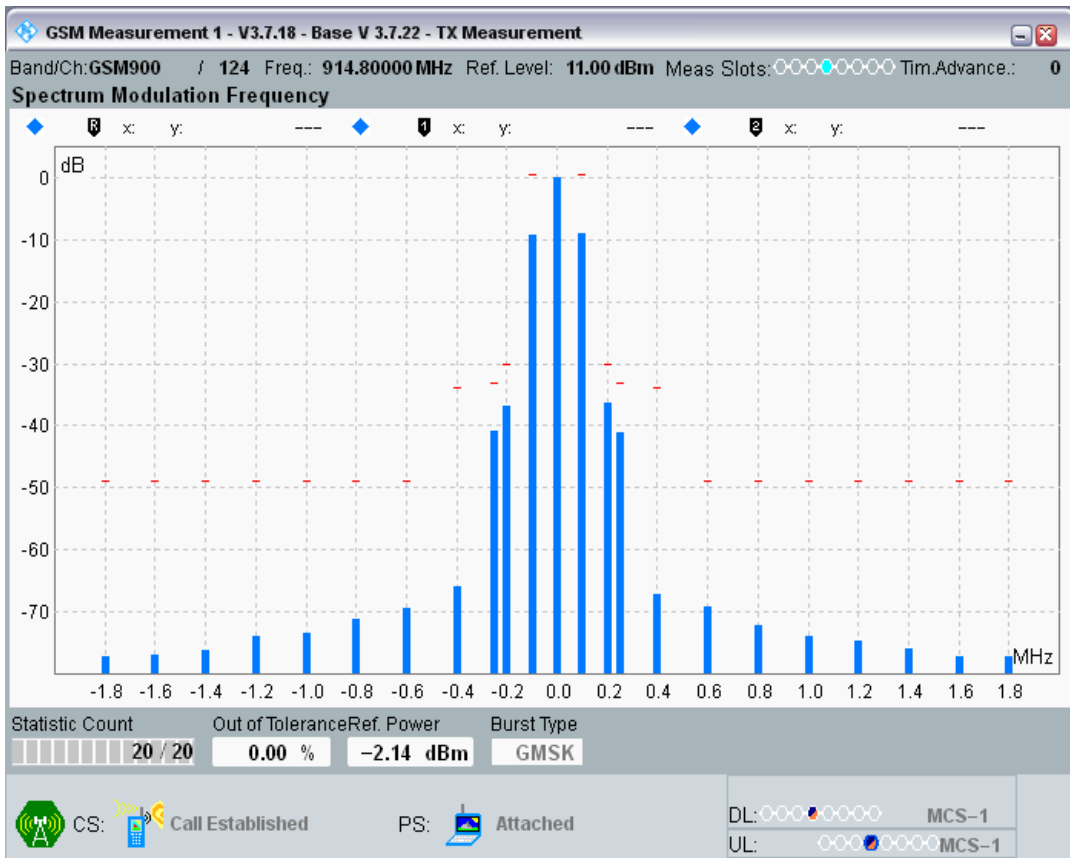 GSM Measurement 1 - V3.7.18 - Base V 3.7.22 - TX Measurement
Band/Ch:GSM900 / 124 Freq.: 914.80000 MHz Ref. Level: 11.00 dBm Meas Slots: Tim.Advance.: 0
Spectrum Modulation Frequency
R x: y: --- 1 x: y: --- 2 x: y: ---
dB
0
-10
-20
-30
-40
-50
-60
-70
MHz
-1.8 -1.6 -1.4 -1.2 -1.0 -0.8 -0.6 -0.4 -0.2 0.0 0.2 0.4 0.6 0.8 1.0 1.2 1.4 1.6 1.8
Statistic Count Out of Tolerance Ref. Power Burst Type
20 / 20 0.00 % −2.14 dBm GMSK
CS: Call Established PS: Attached
DL: MCS−1
UL: MCS−1